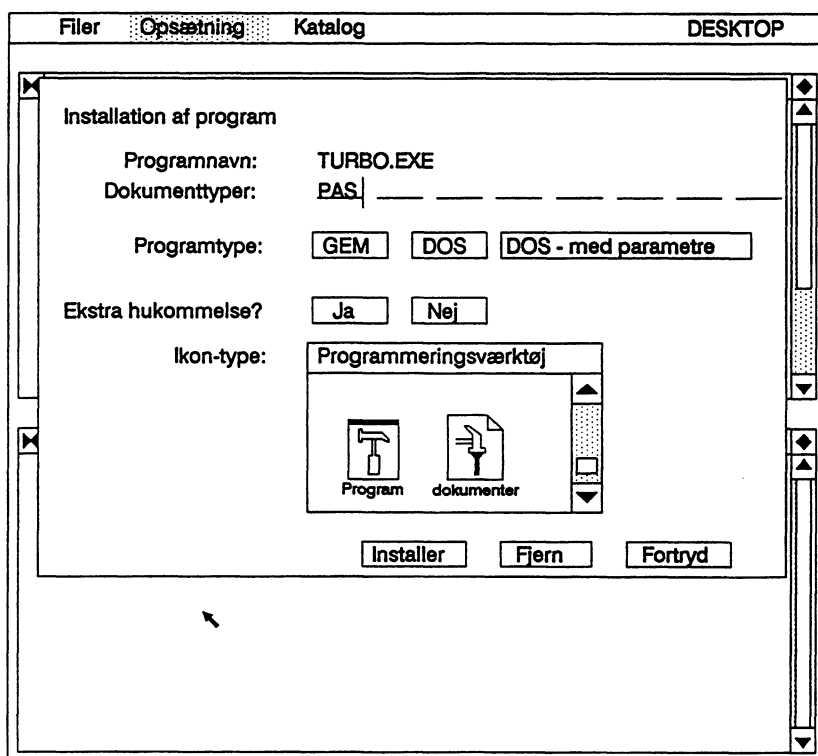 Filer Opsætning Katalog DESKTOP
Installation af program
Programnavn: TURBO.EXE
Dokumenttyper: PAS
Programtype: GEM DOS DOS - med parametre
Ekstra hukommelse? Ja Nej
Ikon-type: Programmeringsværktøj
Program dokumenter
Installer Fjern Fortryd